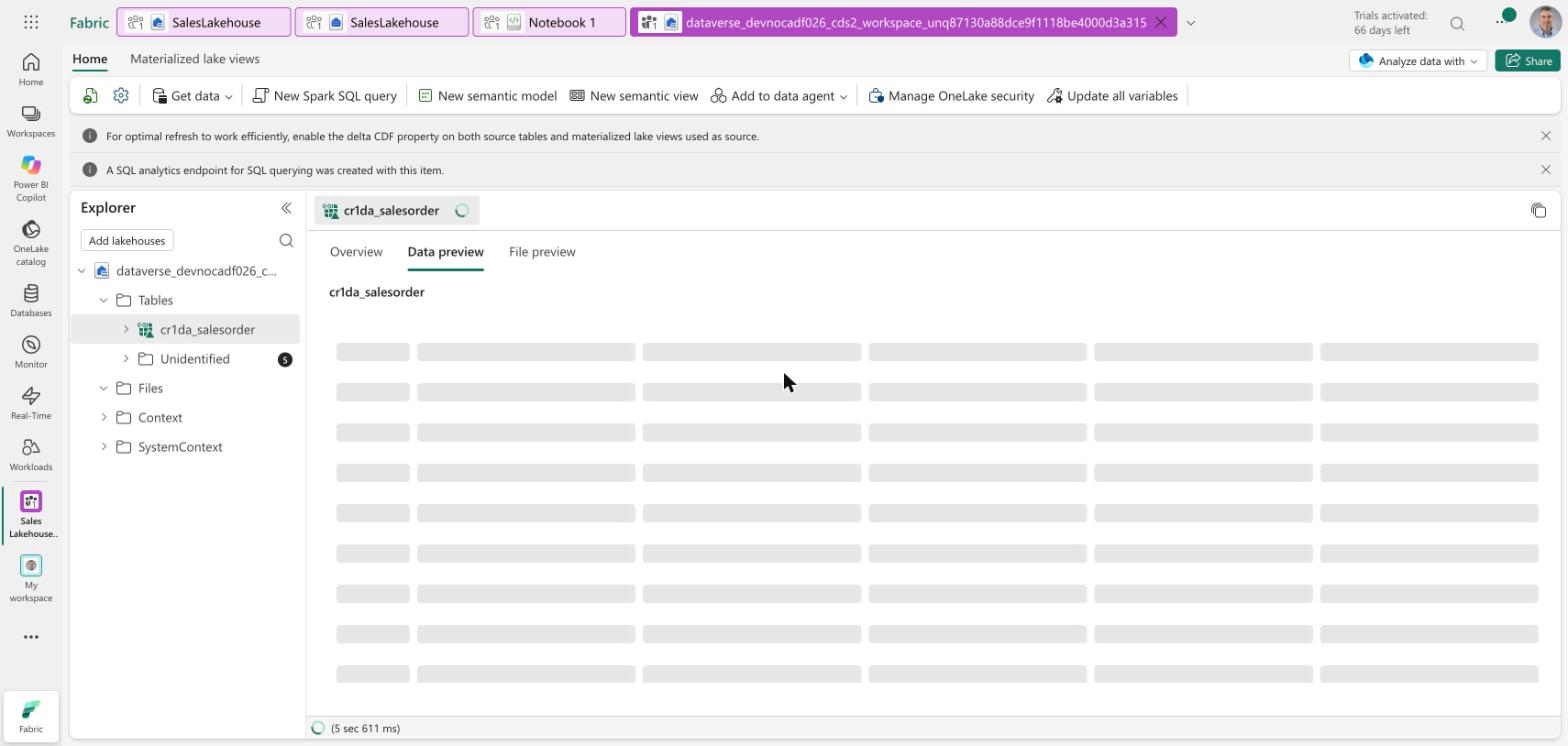 Fabric
SalesLakehouse
SalesLakehouse
Notebook 1
dataverse_devnocadf026_cds2_workspace_unq87130a88dce9f1118be4000d3a315
Trials activated:
66 days left
Home
Materialized lake views
Analyze data with
Share
Get data
New Spark SQL query
New semantic model
New semantic view
Add to data agent
Manage OneLake security
Update all variables
For optimal refresh to work efficiently, enable the delta CDF property on both source tables and materialized lake views used as source.
A SQL analytics endpoint for SQL querying was created with this item.
Home
Workspaces
Power BI
Copilot
OneLake
catalog
Databases
Monitor
Real-Time
Workloads
Sales
Lakehouse..
My
workspace
Fabric
Explorer
Add lakehouses
dataverse_devnocadf026_c...
Tables
cr1da_salesorder
Unidentified
5
Files
Context
SystemContext
cr1da_salesorder
Overview
Data preview
File preview
cr1da_salesorder
(5 sec 611 ms)